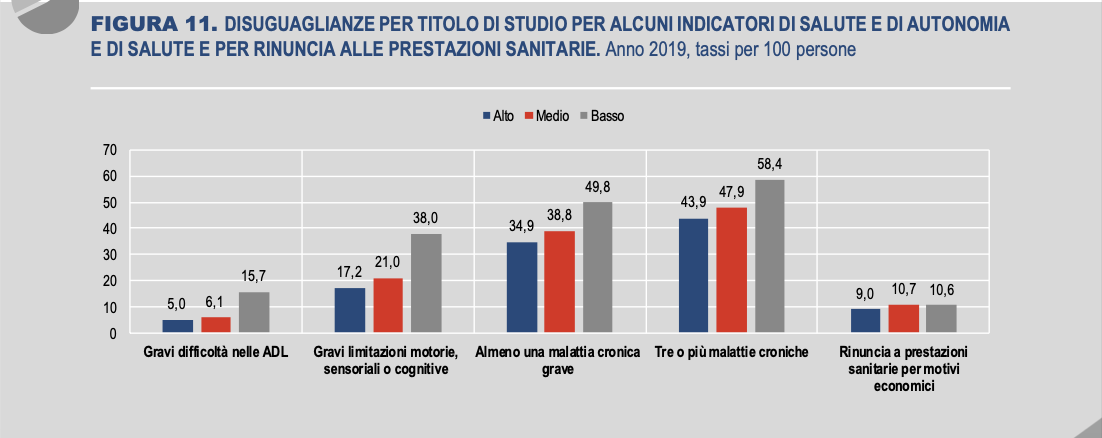 FIGURA 11. DISUGUAGLIANZE PER TITOLO DI STUDIO PER ALCUNI INDICATORI DI SALUTE E DI AUTONOMIA
E DI SALUTE E PER RINUNCIA ALLE PRESTAZIONI SANITARIE. Anno 2019, tassi per 100 persone
Alto Medio Basso
70
60
50
40
30
20
10
0
5,0 6,1 15,7
17,2 21,0 38,0
34,9 38,8 49,8
43,9 47,9 58,4
9,0 10,7 10,6
Gravi difficoltà nelle ADL
Gravi limitazioni motorie,
sensoriali o cognitive
Almeno una malattia cronica
grave
Tre o più malattie croniche
Rinuncia a prestazioni
sanitarie per motivi
economici